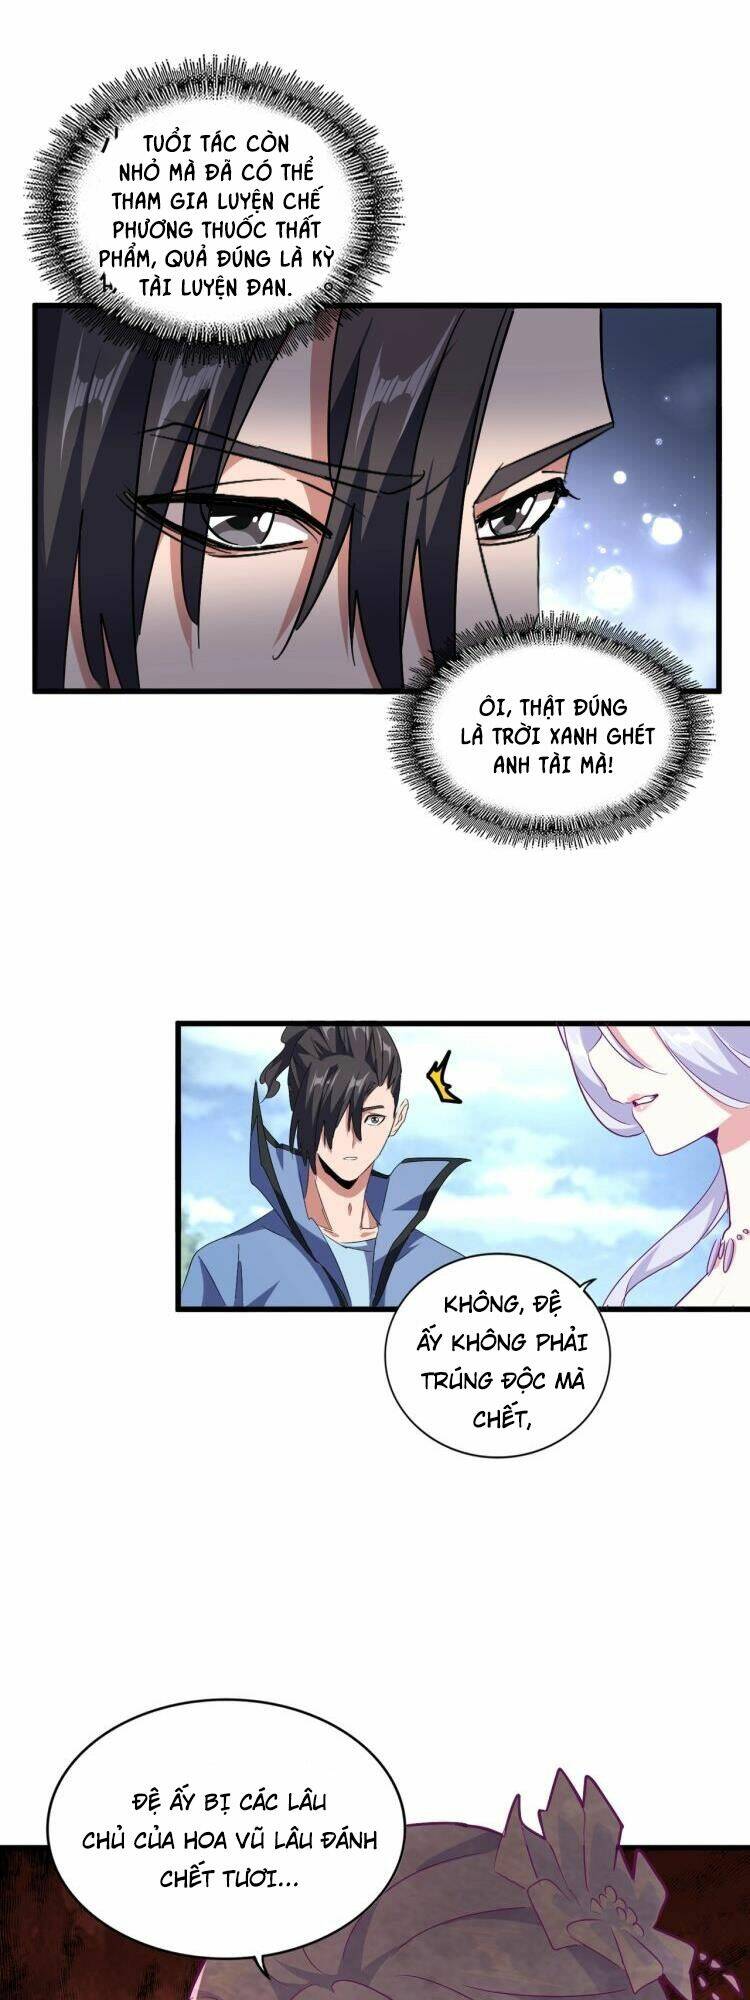 TUỔI TÁC CÒN
NHỎ MÀ ĐÃ CÓ THỂ
THAM GIA LUYỆN CHẾ
PHƯƠNG THUỐC THẤT
PHẨM, QUẢ ĐÚNG LÀ KỲ
TÀI LUYỆN ĐAN.
ÔI, THẬT ĐÚNG
LÀ TRỜI XANH GHÉT
ANH TÀI MÀ!
KHÔNG, ĐỆ
ẤY KHÔNG PHẢI
TRÚNG ĐỘC MÀ
CHẾT,
ĐỆ ẤY BỊ CÁC LÂU
CHỦ CỦA HOA VŨ LÂU ĐÁNH
CHẾT TƯƠI...